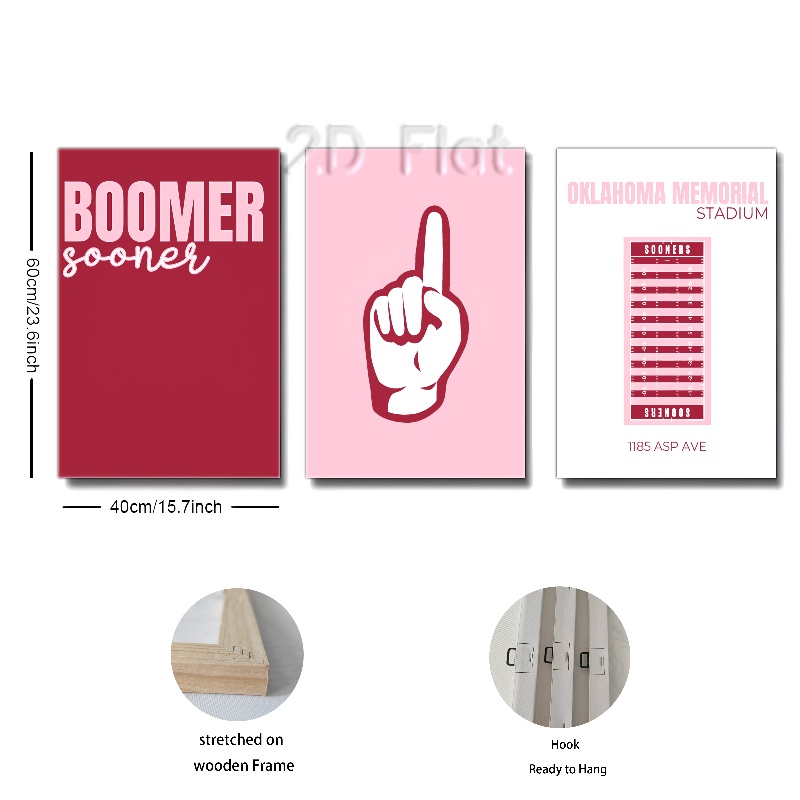 2D Flat
BOOMER
sooner
OKLAHOMA MEMORIAL
STADIUM
SOONERS
SOONERS
1185 ASP AVE
60cm/23.6inch
40cm/15.7inch
stretched on
wooden Frame
Hook
Ready to Hang